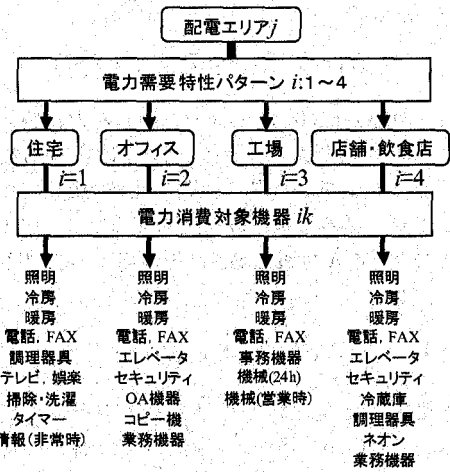 配電エリアj
電力需要特性パターン i:1～4
住宅 オフィス 工場 店舗・飲食店
i=1 i=2 i=3 i=4
電力消費対象機器 ik
照明 照明 照明 照明
冷房 冷房 冷房 冷房
暖房 暖房 暖房 暖房
電話, FAX 電話, FAX 電話, FAX 電話, FAX
調理器具 エレベータ 事務機器 エレベータ
テレビ, 娯楽 セキュリティ 機械(24h) セキュリティ
掃除・洗濯 OA機器 機械(営業時) 冷蔵庫
タイマー コピー機 調理器具
情報(非常時) 業務機器 ネオン
業務機器